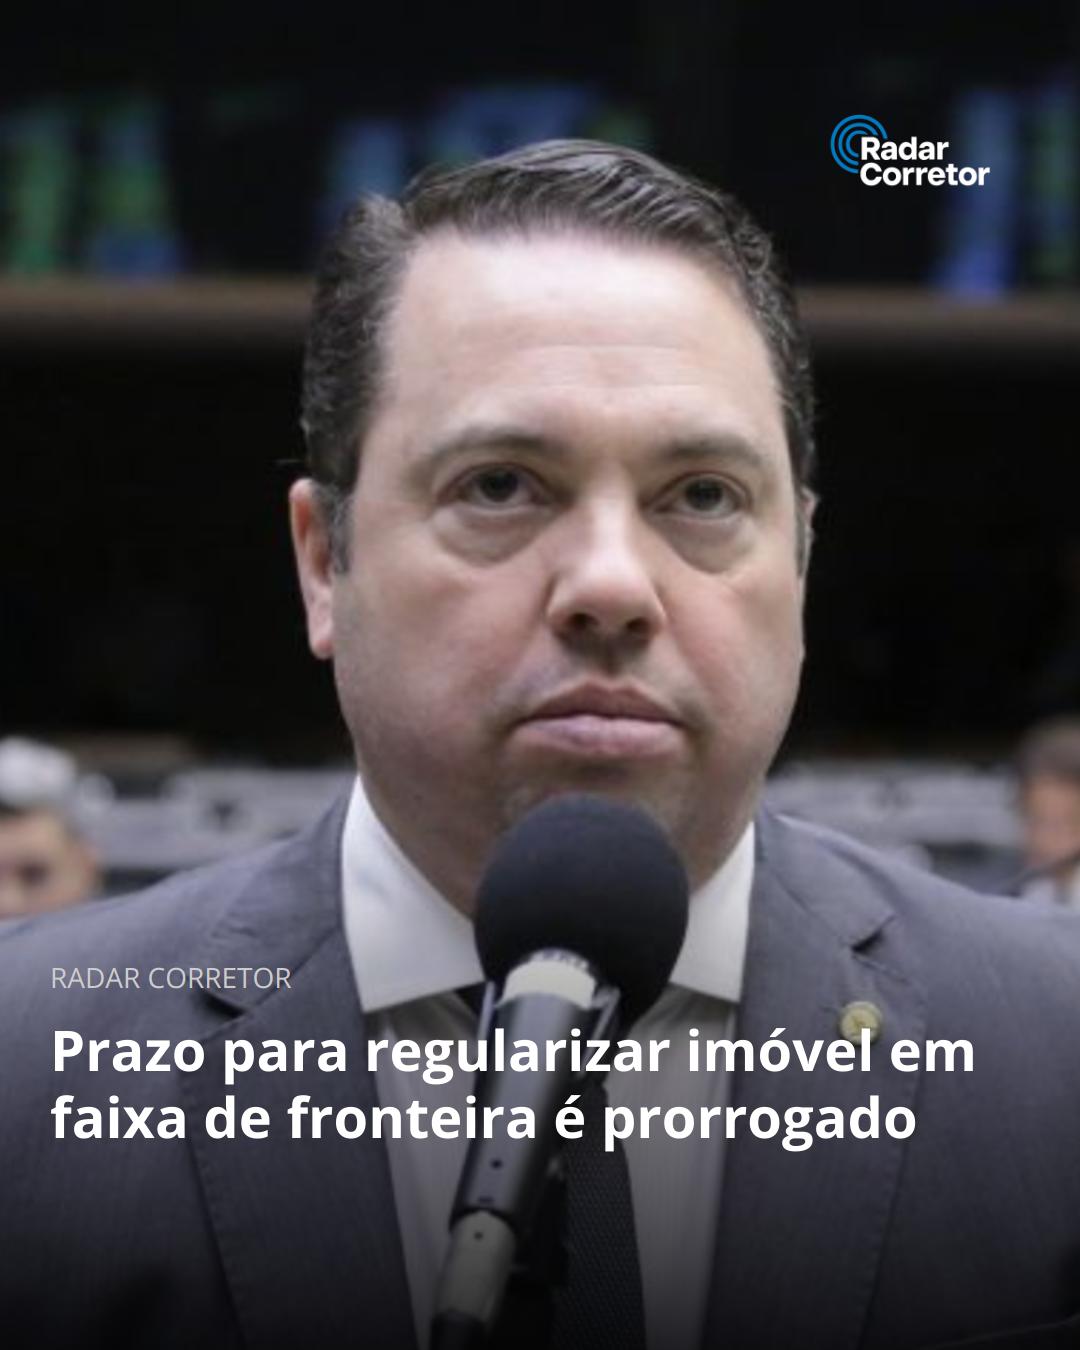 Radar
Corretor
RADAR CORRETOR
Prazo para regularizar imóvel em
faixa de fronteira é prorrogado